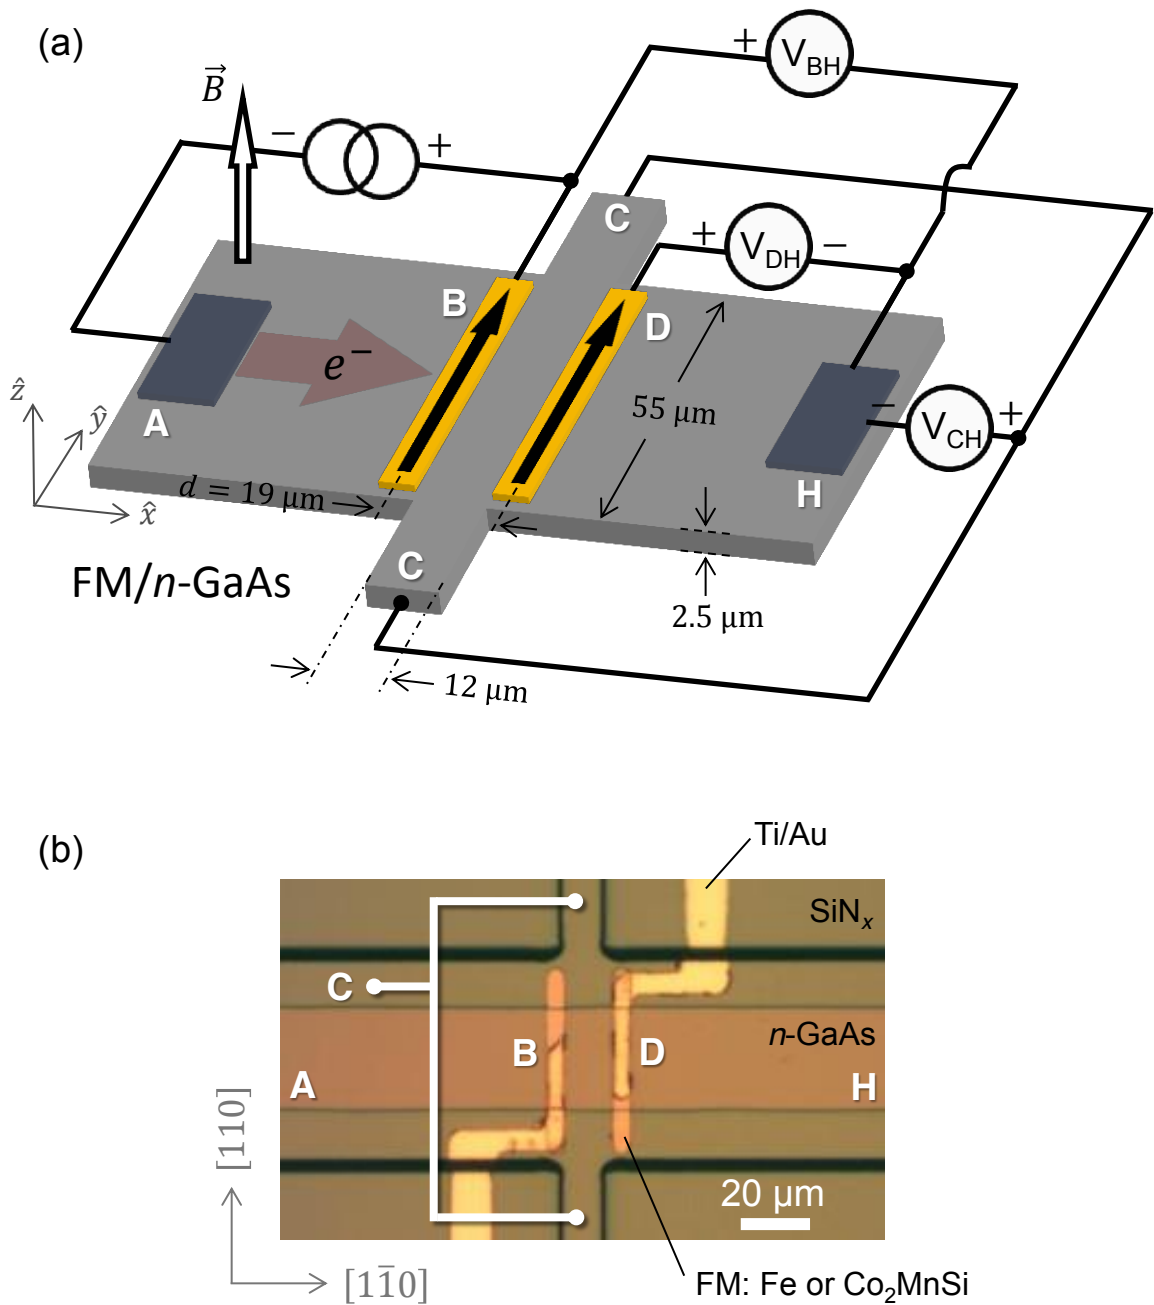 (a)
+ V_BH
B⃗
− +
C
+ V_DH −
B
D
e⁻
ẑ
ŷ
A
55 μm
− V_CH +
d = 19 μm
H
x̂
C
FM/n-GaAs
2.5 μm
12 μm
(b)
Ti/Au
SiNₓ
C
n-GaAs
B
D
A
H
[110]
20 μm
[11̄0]
FM: Fe or Co₂MnSi